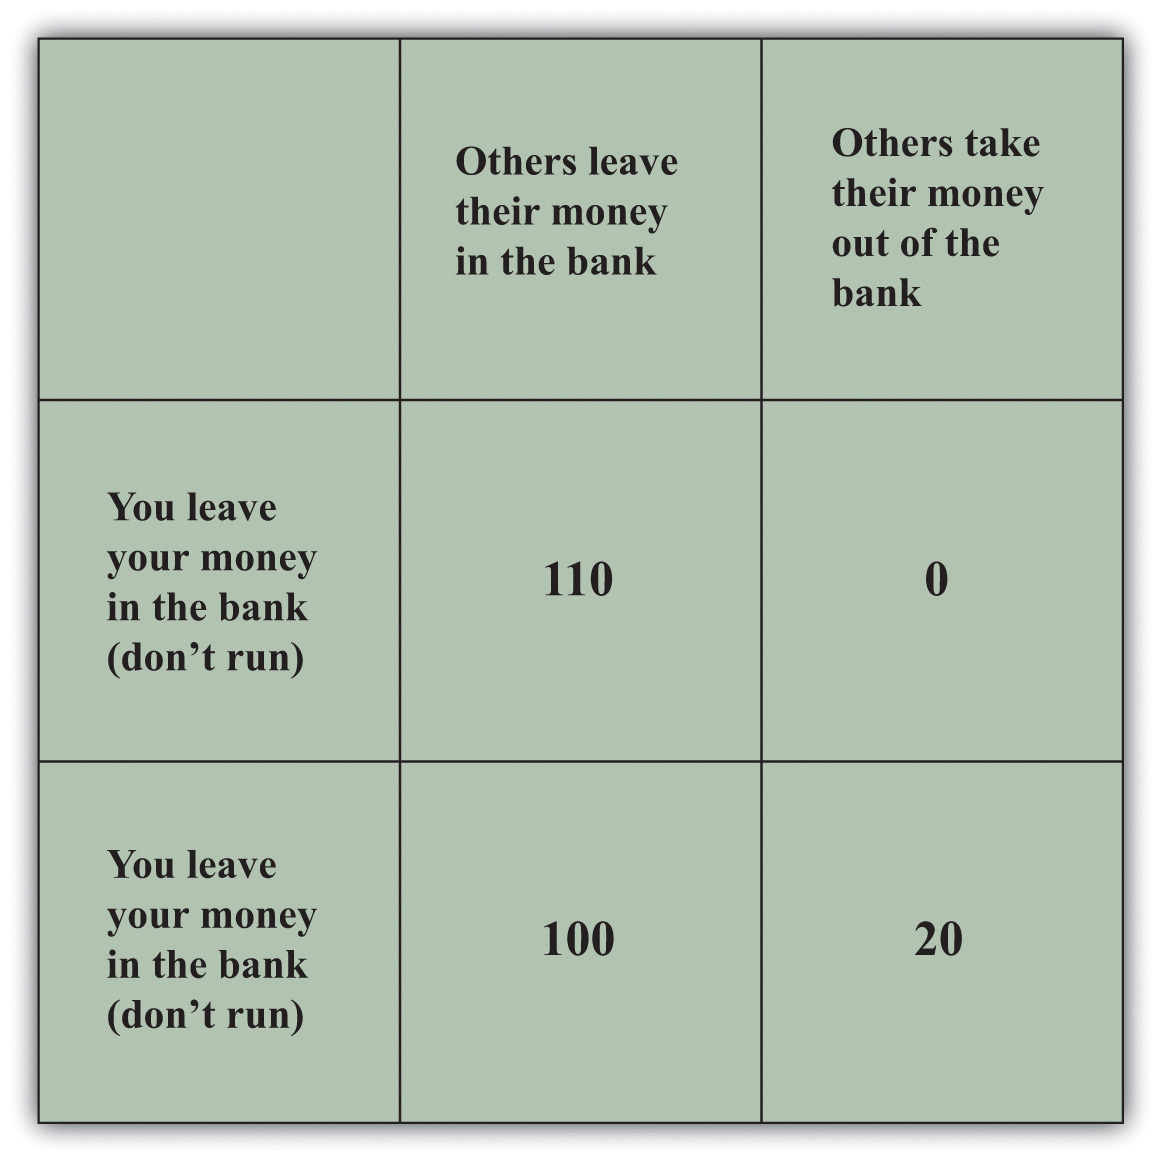 Others leave
their money
in the bank
Others take
their money
out of the
bank
You leave
your money
in the bank
(don’t run)
110
0
You leave
your money
in the bank
(don’t run)
100
20